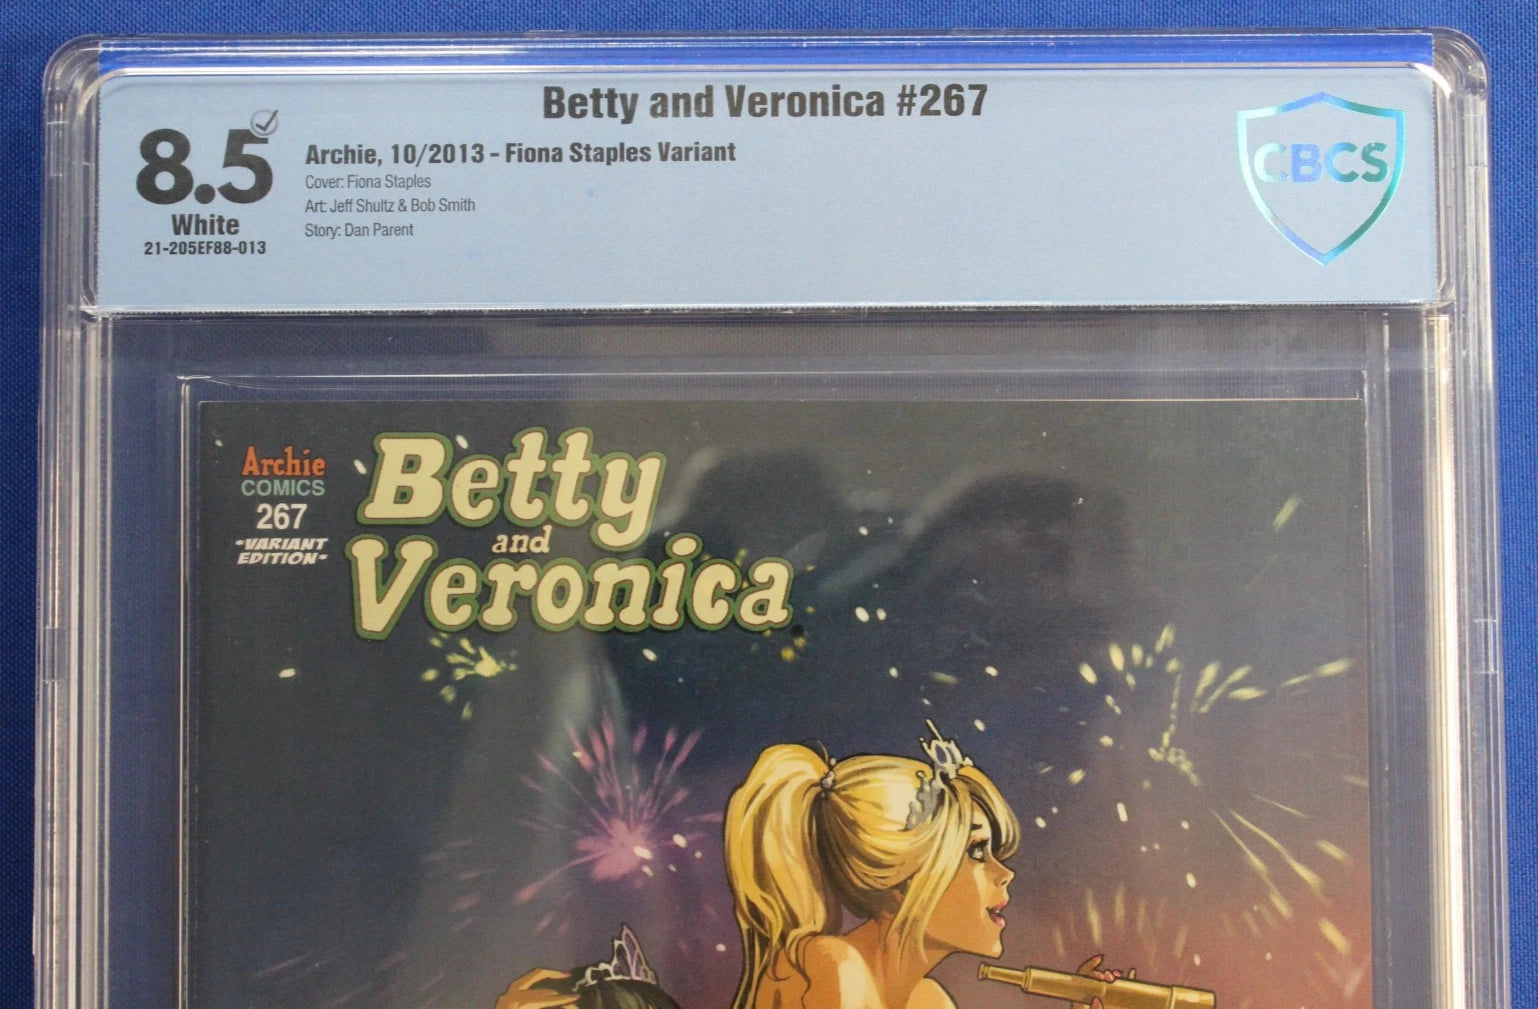 Betty and Veronica #267
8.5
White
21-205EF88-013
Archie, 10/2013 - Fiona Staples Variant
Cover: Fiona Staples
Art: Jeff Shultz & Bob Smith
Story: Dan Parent
CBCS
Archie
COMICS
267
*VARIANT
EDITION*
Betty
and
Veronica